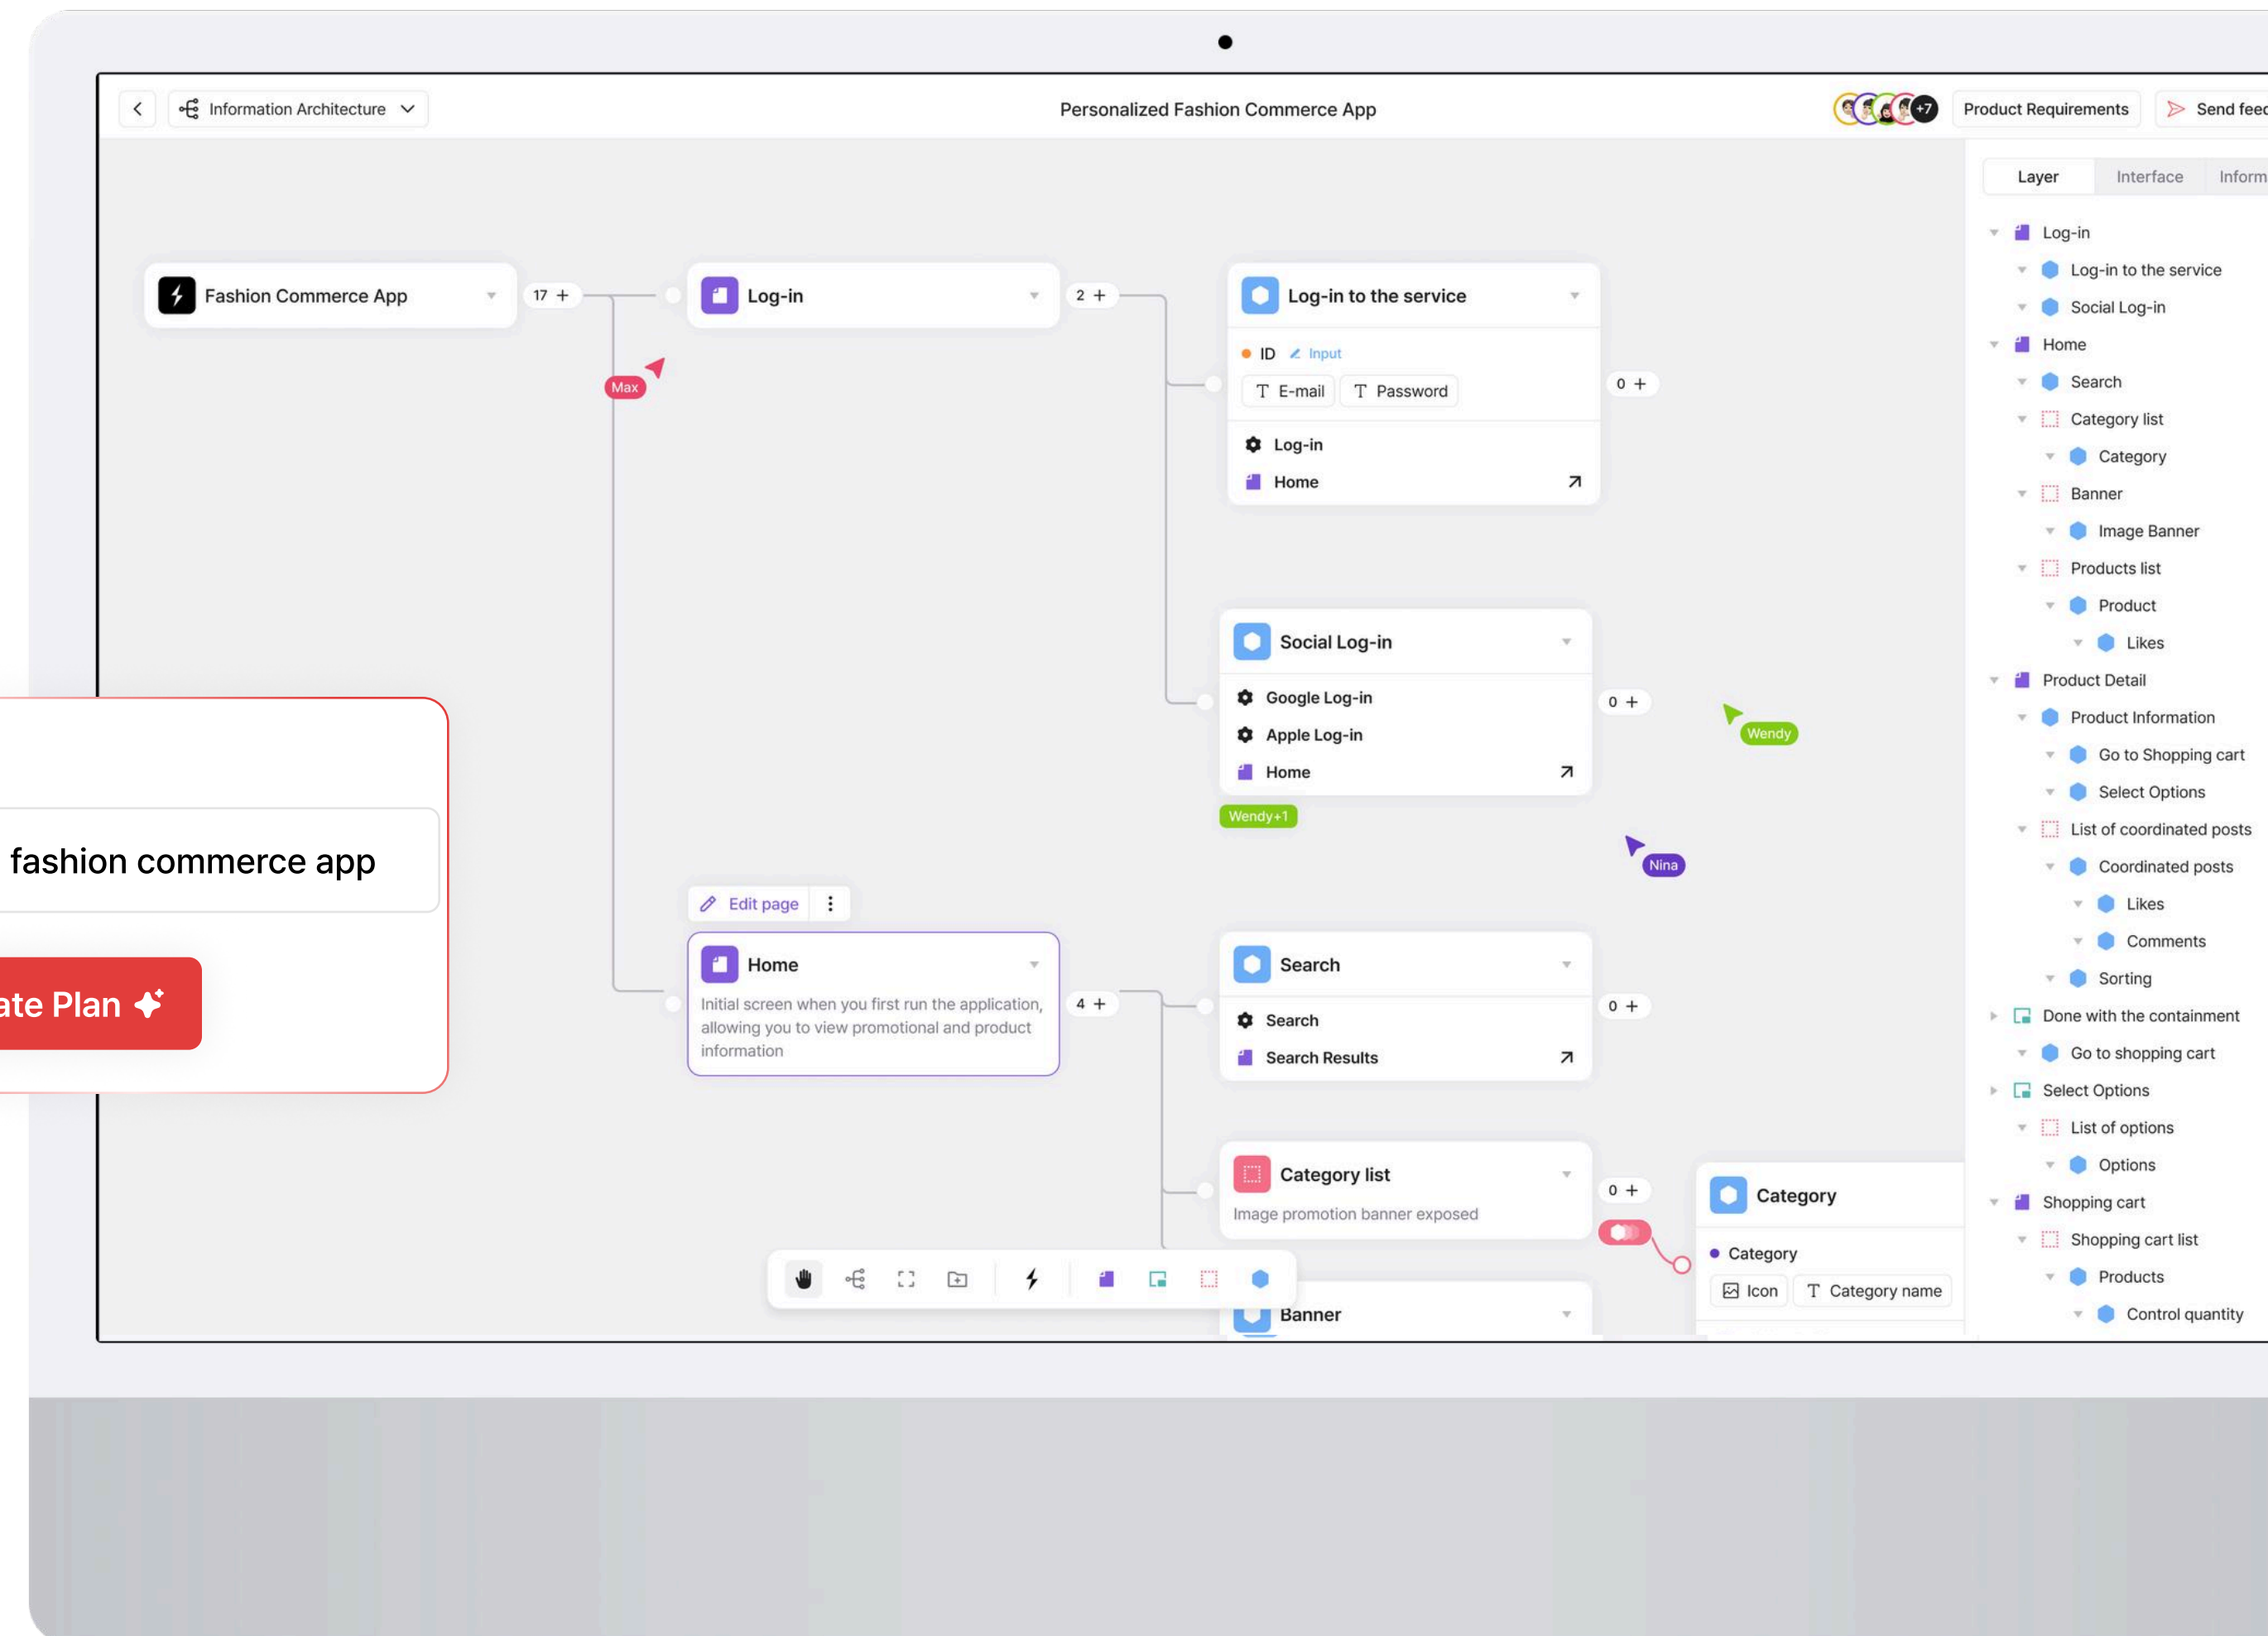 Information Architecture
Personalized Fashion Commerce App
+7
Product Requirements
Send
Layer
Interface
Fashion Commerce App
17 +
Log-in
2 +
Max
Log-in to the service
ID
Input
T E-mail
T Password
Log-in
Home
0 +
Social Log-in
Google Log-in
Apple Log-in
Home
0 +
Wendy+1
Wendy
Nina
fashion commerce app
Plan
Edit page
Home
Initial screen when you first run the application,
allowing you to view promotional and product
information
4 +
Search
Search
Search Results
0 +
Category list
Image promotion banner exposed
0 +
Banner
Category
Category
Icon
T Category name
Log-in
Log-in to the service
Social Log-in
Home
Search
Category list
Category
Banner
Image Banner
Products list
Product
Likes
Product Detail
Product Information
Go to Shopping cart
Select Options
List of coordinated posts
Coordinated posts
Likes
Comments
Sorting
Done with the containment
Go to shopping cart
Select Options
List of options
Options
Shopping cart
Shopping cart list
Products
Control quantity